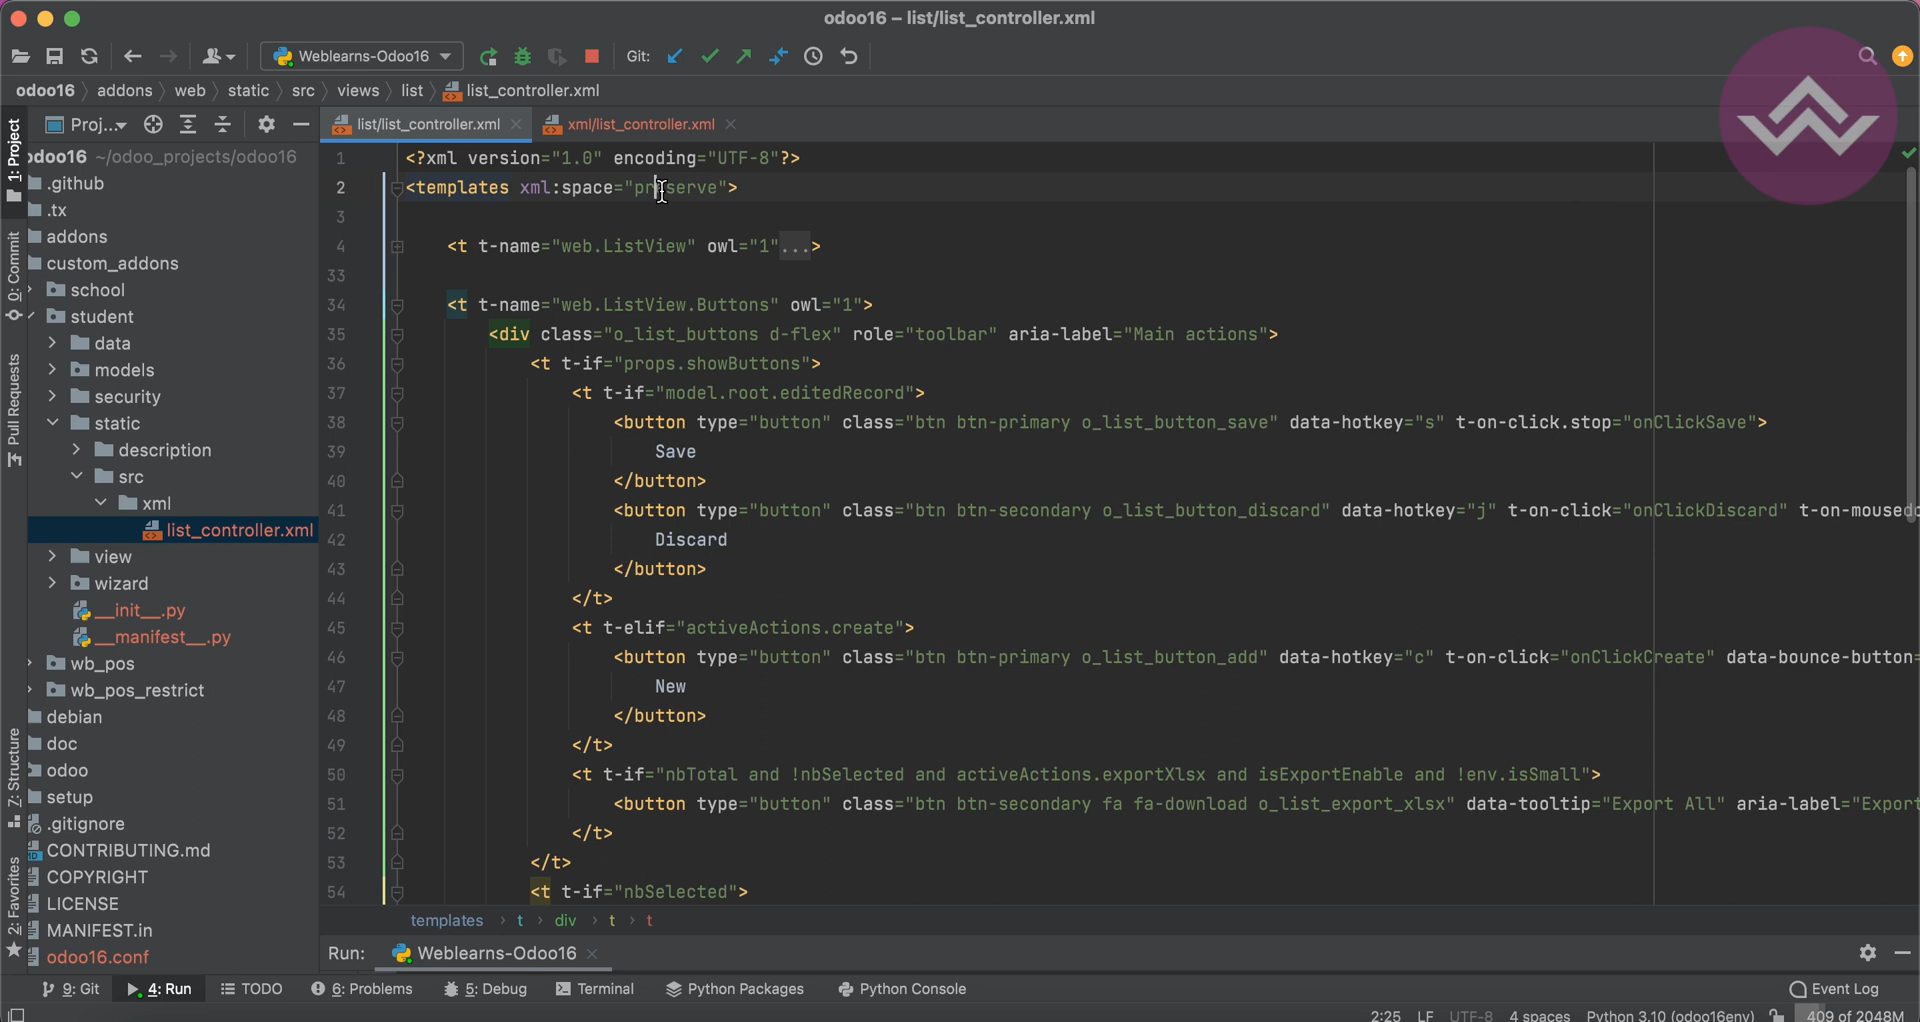 odoo16 – list/list_controller.xml
Weblearns-Odoo16
Git:
odoo16 addons web static src views list list_controller.xml
1: Project
0: Commit
Pull Requests
7: Structure
2: Favorites
Proj...
odoo16 ~/odoo_projects/odoo16
.github
.tx
addons
custom_addons
school
student
data
models
security
static
description
src
xml
list_controller.xml
view
wizard
__init__.py
__manifest__.py
wb_pos
wb_pos_restrict
debian
doc
odoo
setup
.gitignore
CONTRIBUTING.md
COPYRIGHT
LICENSE
MANIFEST.in
odoo16.conf
list/list_controller.xml
xml/list_controller.xml
1 <?xml version="1.0" encoding="UTF-8"?>
2 <templates xml:space="preserve">
3
4 <t t-name="web.ListView" owl="1"...>
33
34 <t t-name="web.ListView.Buttons" owl="1">
35 <div class="o_list_buttons d-flex" role="toolbar" aria-label="Main actions">
36 <t t-if="props.showButtons">
37 <t t-if="model.root.editedRecord">
38 <button type="button" class="btn btn-primary o_list_button_save" data-hotkey="s" t-on-click.stop="onClickSave">
39 Save
40 </button>
41 <button type="button" class="btn btn-secondary o_list_button_discard" data-hotkey="j" t-on-click="onClickDiscard" t-on-mousedo
42 Discard
43 </button>
44 </t>
45 <t t-elif="activeActions.create">
46 <button type="button" class="btn btn-primary o_list_button_add" data-hotkey="c" t-on-click="onClickCreate" data-bounce-button=
47 New
48 </button>
49 </t>
50 <t t-if="nbTotal and !nbSelected and activeActions.exportXlsx and isExportEnable and !env.isSmall">
51 <button type="button" class="btn btn-secondary fa fa-download o_list_export_xlsx" data-tooltip="Export All" aria-label="Export
52 </t>
53 </t>
54 <t t-if="nbSelected">
templates t div t t
Run: Weblearns-Odoo16
9: Git 4: Run TODO 6: Problems 5: Debug Terminal Python Packages Python Console Event Log
2:25 LF UTF-8 4 spaces Python 3.10 (odoo16env) 409 of 2048M